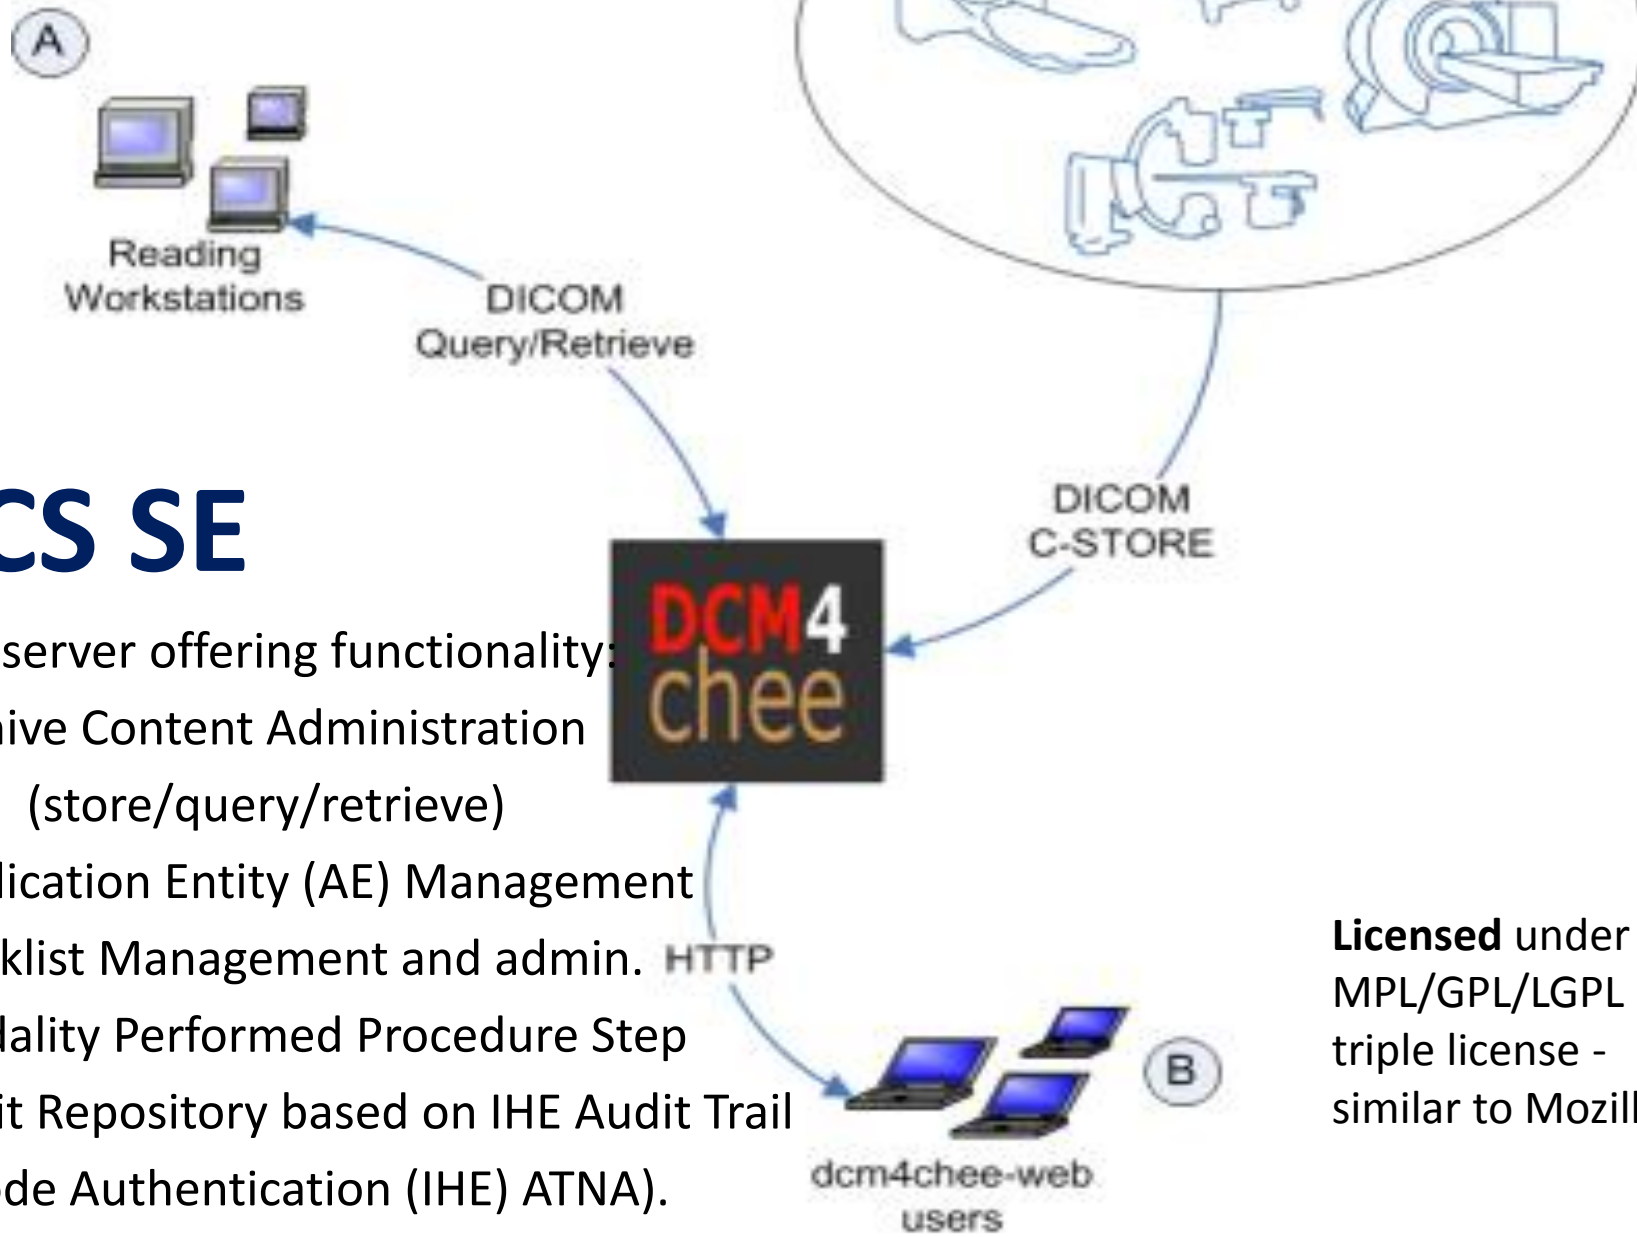 A
Reading
Workstations
DICOM
Query/Retrieve
DICOM
C-STORE
CS SE
DCM4
chee
server offering functionality:
ive Content Administration
(store/query/retrieve)
lication Entity (AE) Management
klist Management and admin.
HTTP
dality Performed Procedure Step
it Repository based on IHE Audit Trail
de Authentication (IHE) ATNA).
B
dcm4chee-web
users
Licensed under
MPL/GPL/LGPL
triple license -
similar to Mozill